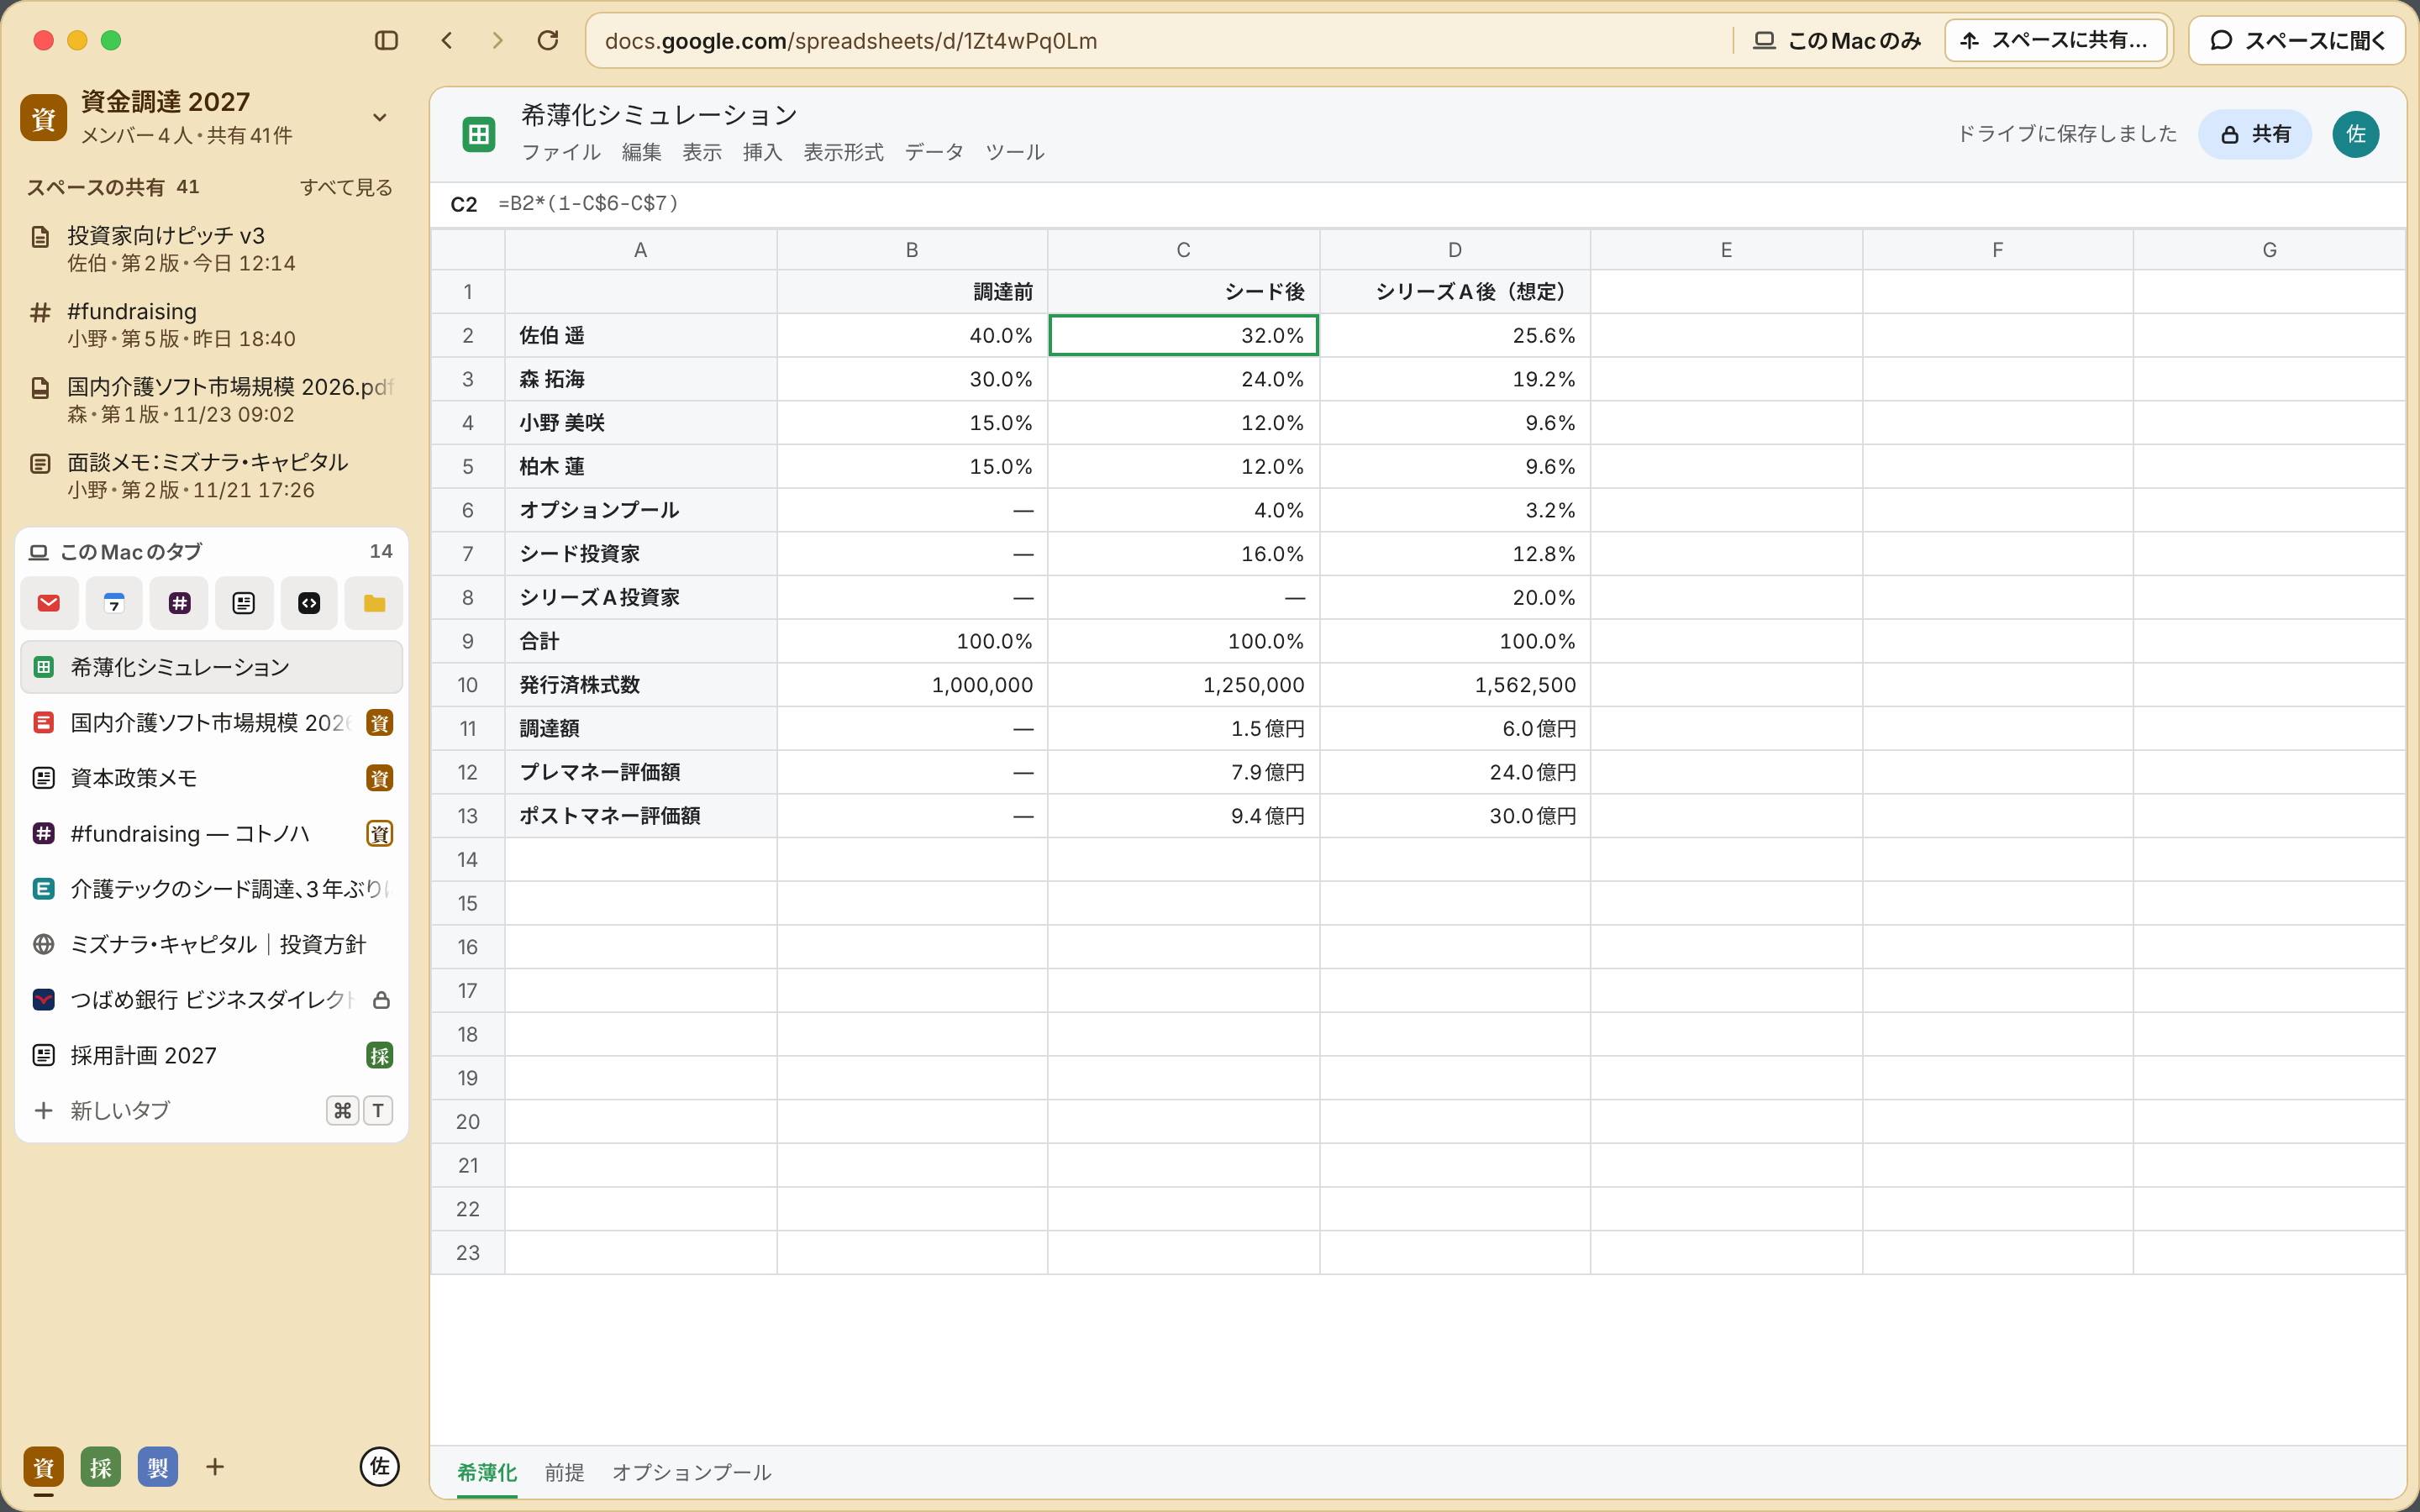 docs.google.com/spreadsheets/d/1Zt4wPq0Lm
このMacのみ
スペースに共有…
スペースに聞く
資
資金調達 2027
メンバー4人・共有41件
スペースの共有 41
すべて見る
投資家向けピッチ v3
佐伯・第2版・今日 12:14
#fundraising
小野・第5版・昨日 18:40
国内介護ソフト市場規模 2026.pdf
森・第1版・11/23 09:02
面談メモ：ミズナラ・キャピタル
小野・第2版・11/21 17:26
このMacのタブ 14
7
希薄化シミュレーション
国内介護ソフト市場規模 2026 資
資本政策メモ 資
#fundraising — コトノハ 資
介護テックのシード調達、3年ぶり
ミズナラ・キャピタル｜投資方針
つばめ銀行 ビジネスダイレクト
採用計画 2027 採
新しいタブ ⌘ T
資 採 製 佐
希薄化シミュレーション
ファイル 編集 表示 挿入 表示形式 データ ツール
ドライブに保存しました
共有
佐
C2 =B2*(1-C$6-C$7)
A B C D E F G
1 調達前 シード後 シリーズA後（想定）
2 佐伯 遥 40.0% 32.0% 25.6%
3 森 拓海 30.0% 24.0% 19.2%
4 小野 美咲 15.0% 12.0% 9.6%
5 柏木 蓮 15.0% 12.0% 9.6%
6 オプションプール — 4.0% 3.2%
7 シード投資家 — 16.0% 12.8%
8 シリーズA投資家 — — 20.0%
9 合計 100.0% 100.0% 100.0%
10 発行済株式数 1,000,000 1,250,000 1,562,500
11 調達額 — 1.5億円 6.0億円
12 プレマネー評価額 — 7.9億円 24.0億円
13 ポストマネー評価額 — 9.4億円 30.0億円
14
15
16
17
18
19
20
21
22
23
希薄化 前提 オプションプール